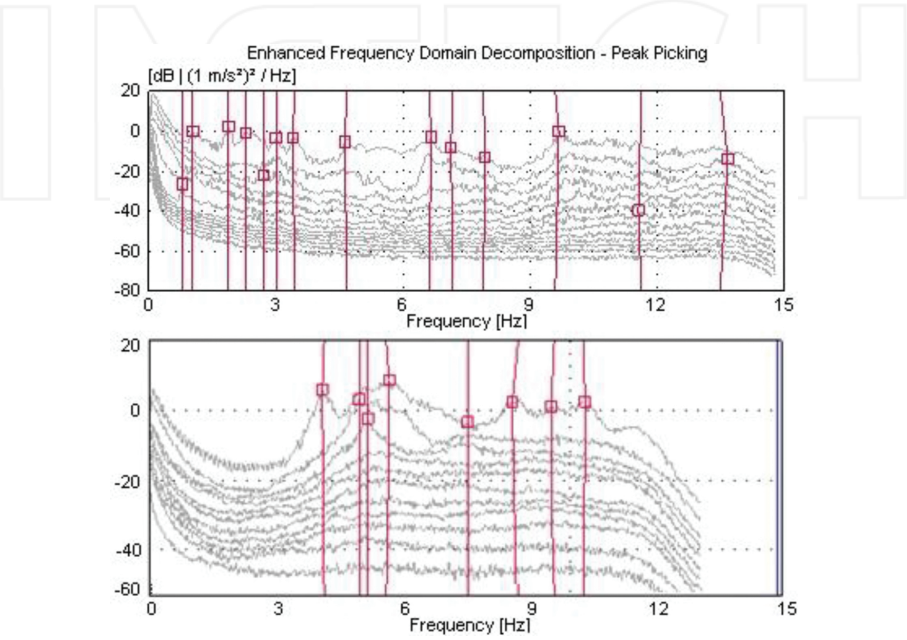 INTECH
Enhanced Frequency Domain Decomposition - Peak Picking
[dB | (1 m/s²)² / Hz]
20
0
-20
-40
-60
-80
0 3 6 9 12 15
Frequency [Hz]
20
0
-20
-40
-60
0 3 6 9 12 15
Frequency [Hz]